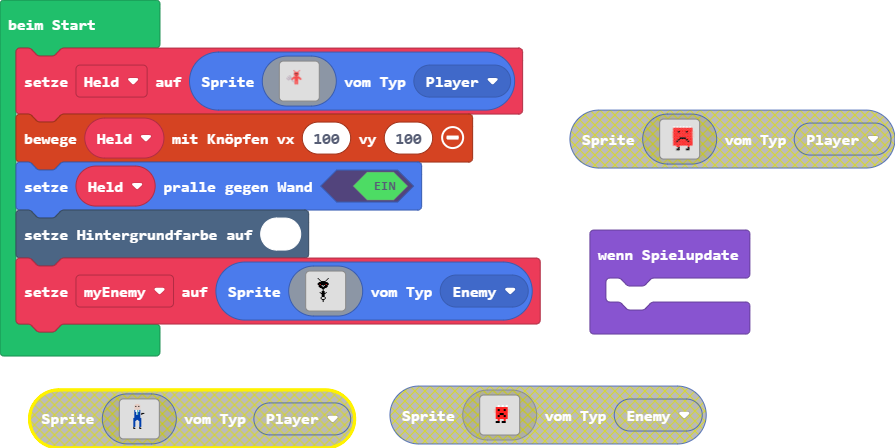 beim Start
setze Held auf Sprite vom Typ Player
bewege Held mit Knöpfen vx 100 vy 100
setze Held pralle gegen Wand EIN
setze Hintergrundfarbe auf
setze myEnemy auf Sprite vom Typ Enemy
Sprite vom Typ Player
wenn Spielupdate
Sprite vom Typ Player
Sprite vom Typ Enemy